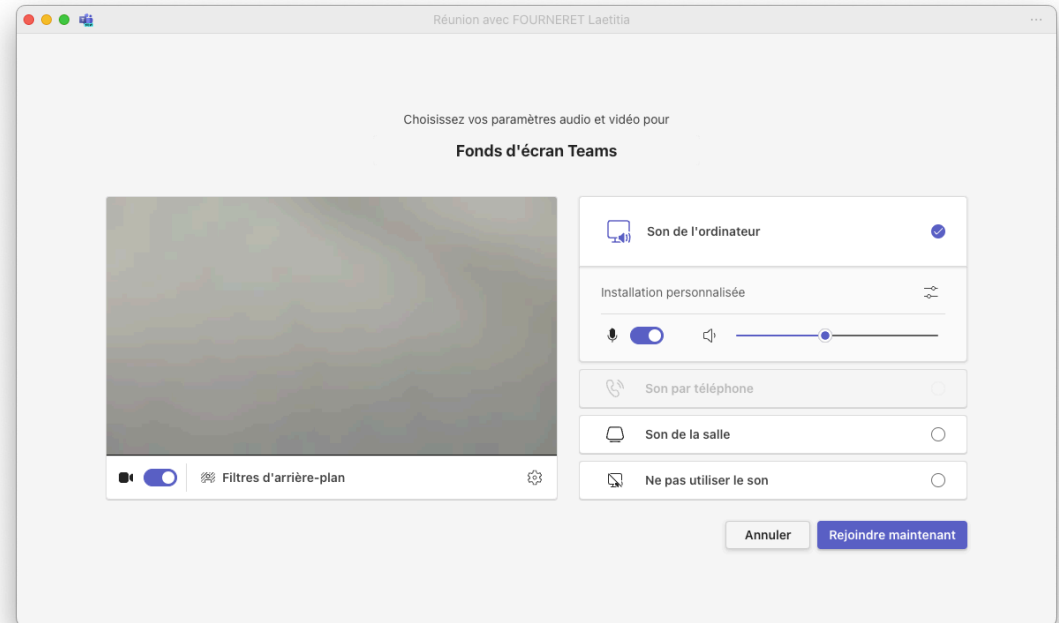 Réunion avec FOURNERET Laetitia
Choisissez vos paramètres audio et vidéo pour
Fonds d'écran Teams
Son de l'ordinateur
Installation personnalisée
Son par téléphone
Son de la salle
Filtres d'arrière-plan
Ne pas utiliser le son
Annuler
Rejoindre maintenant